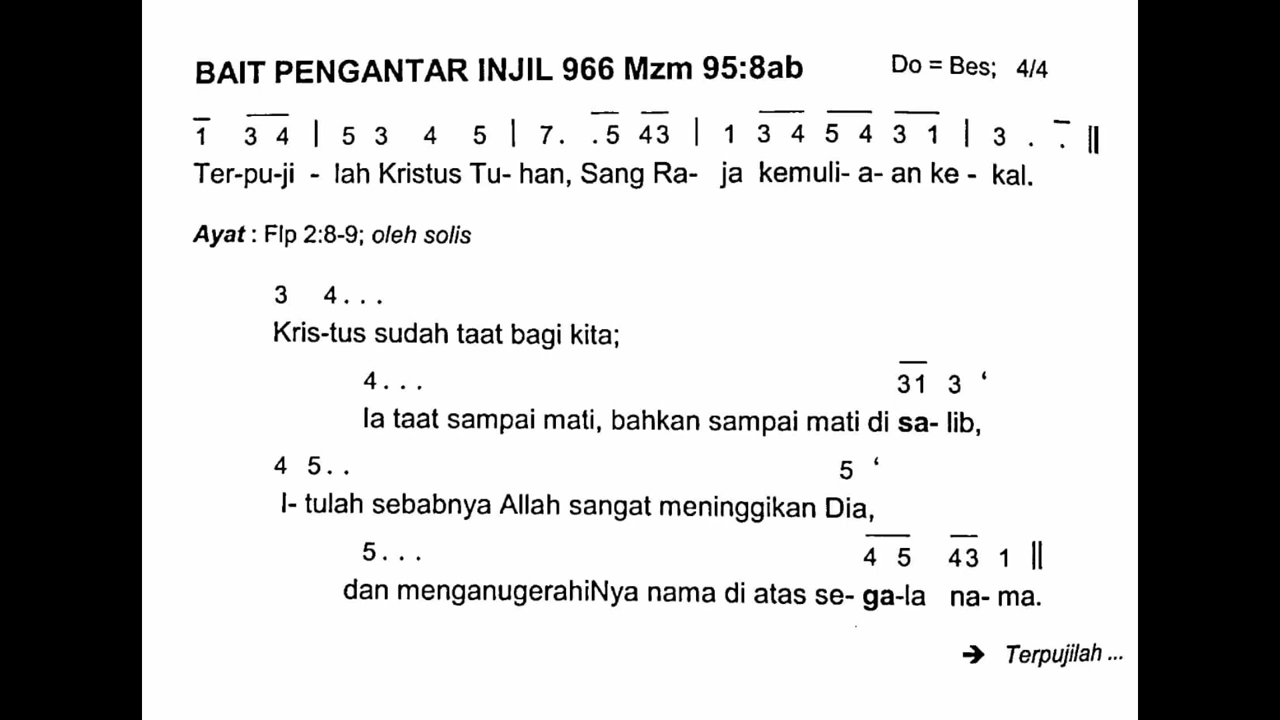 BAIT PENGANTAR INJIL 966 Mzm 95:8ab Do = Bes; 4/4
1 3 4 | 5 3 4 5 | 7. .5 43 | 1 3 4 5 4 3 1 | 3 . . ||
Ter-pu-ji - lah Kristus Tu- han, Sang Ra- ja kemuli- a- an ke - kal.
Ayat : Flp 2:8-9; oleh solis
3 4 . . .
Kris-tus sudah taat bagi kita;
4 . . . 31 3 ‘
Ia taat sampai mati, bahkan sampai mati di sa- lib,
4 5 . . 5 ‘
I- tulah sebabnya Allah sangat meninggikan Dia,
5 . . . 4 5 43 1 ||
dan menganugerahiNya nama di atas se- ga-la na- ma.
→ Terpujilah ...